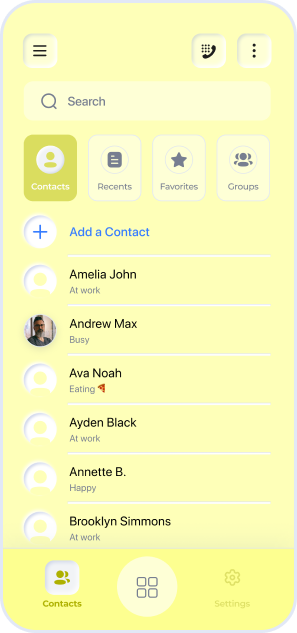 Search
Contacts Recents Favorites Groups
Add a Contact
Amelia John
At work
Andrew Max
Busy
Ava Noah
Eating 🍕
Ayden Black
At work
Annette B.
Happy
Brooklyn Simmons
At work
Contacts Settings